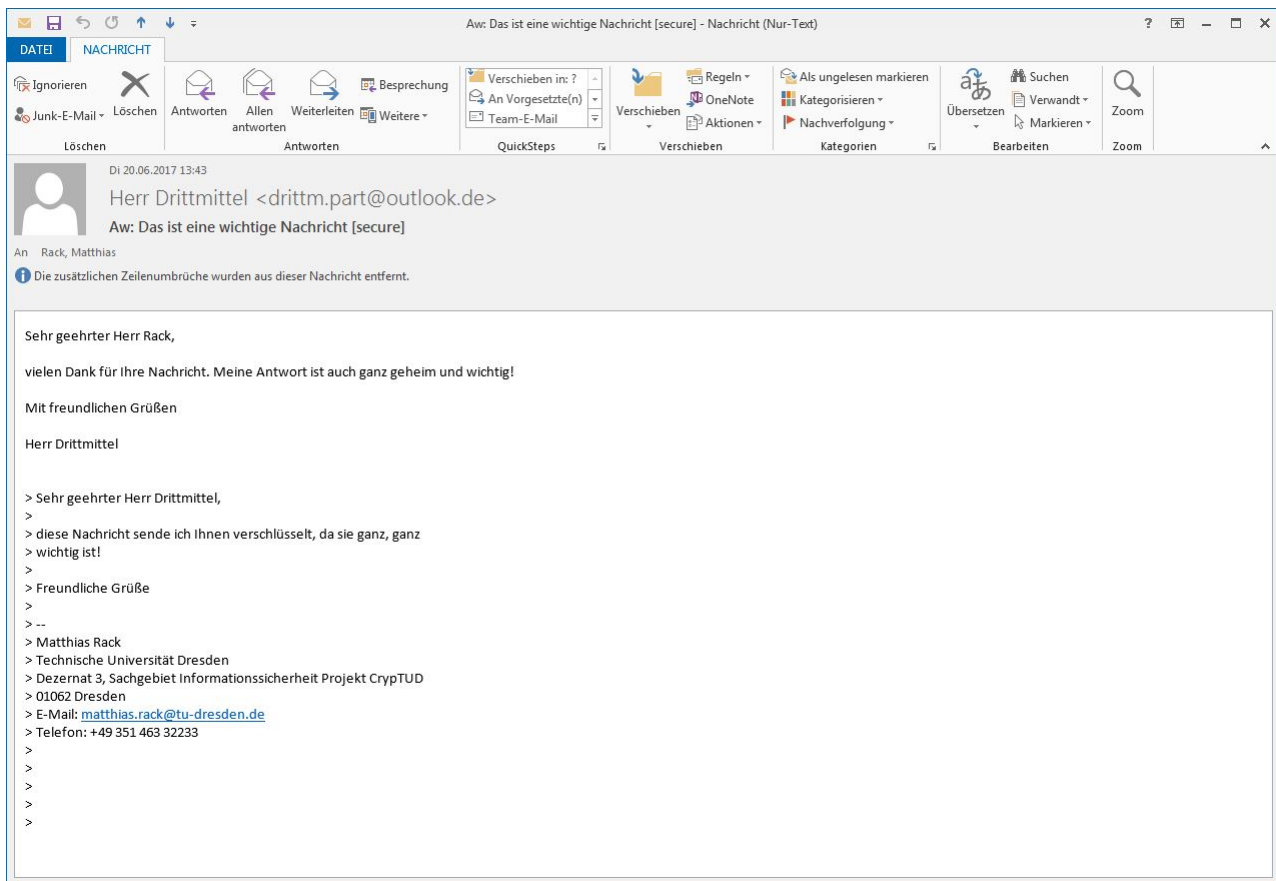 Aw: Das ist eine wichtige Nachricht [secure] - Nachricht (Nur-Text)
?
DATEI
NACHRICHT
Ignorieren
Junk-E-Mail
Löschen
Löschen
Antworten
Allen
antworten
Weiterleiten
Besprechung
Weitere
Antworten
Verschieben in: ?
An Vorgesetzte(n)
Team-E-Mail
QuickSteps
Verschieben
Regeln
OneNote
Aktionen
Verschieben
Als ungelesen markieren
Kategorisieren
Nachverfolgung
Kategorien
Übersetzen
Suchen
Verwandt
Markieren
Bearbeiten
Zoom
Zoom
Di 20.06.2017 13:43
Herr Drittmittel <drittm.part@outlook.de>
Aw: Das ist eine wichtige Nachricht [secure]
An Rack, Matthias
Die zusätzlichen Zeilenumbrüche wurden aus dieser Nachricht entfernt.
Sehr geehrter Herr Rack,
vielen Dank für Ihre Nachricht. Meine Antwort ist auch ganz geheim und wichtig!
Mit freundlichen Grüßen
Herr Drittmittel
> Sehr geehrter Herr Drittmittel,
>
> diese Nachricht sende ich Ihnen verschlüsselt, da sie ganz, ganz
> wichtig ist!
>
> Freundliche Grüße
>
> --
> Matthias Rack
> Technische Universität Dresden
> Dezernat 3, Sachgebiet Informationssicherheit Projekt CrypTUD
> 01062 Dresden
> E-Mail: matthias.rack@tu-dresden.de
> Telefon: +49 351 463 32233
>
>
>
>
>